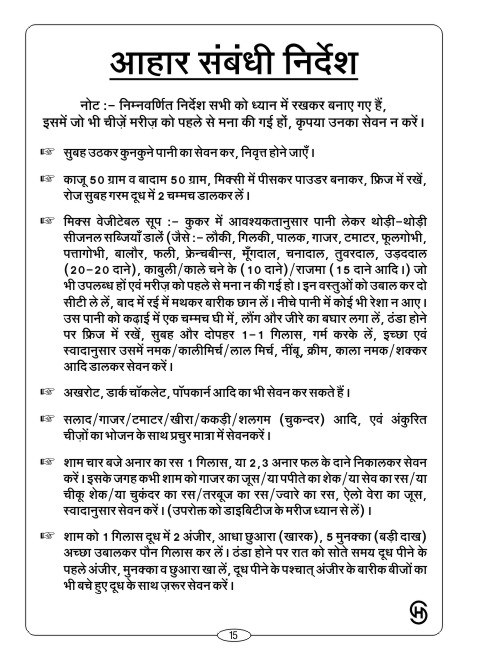 आहार संबंधी निर्देश
नोट :– निम्नवर्णित निर्देश सभी को ध्यान में रखकर बनाए गए हैं,
इसमें जो भी चीज़ें मरीज़ को पहले से मना की गई हों, कृपया उनका सेवन न करें।
सुबह उठकर कुनकुने पानी का सेवन कर, निवृत्त होने जाएँ।
काजू 50 ग्राम व बादाम 50 ग्राम, मिक्सी में पीसकर पाउडर बनाकर, फ्रिज में रखें,
रोज सुबह गरम दूध में 2 चम्मच डालकर लें।
मिक्स वेजीटेबल सूप :– कुकर में आवश्यकतानुसार पानी लेकर थोड़ी–थोड़ी
सीजनल सब्जियाँ डालें (जैसे :– लौकी, गिलकी, पालक, गाजर, टमाटर, फूलगोभी,
पत्तागोभी, बालौर, फली, फ्रेन्चबीन्स, मूँगदाल, चनादाल, तुवरदाल, उड़ददाल
(20–20 दाने), काबुली/काले चने के (10 दाने)/राजमा (15 दाने आदि।) जो
भी उपलब्ध हों एवं मरीज़ को पहले से मना न की गई हो। इन वस्तुओं को उबाल कर दो
सीटी ले लें, बाद में रई में मथकर बारीक छान लें। नीचे पानी में कोई भी रेशा न आए।
उस पानी को कढ़ाई में एक चम्मच घी में, लौंग और जीरे का बघार लगा लें, ठंडा होने
पर फ्रिज में रखें, सुबह और दोपहर 1–1 गिलास, गर्म करके लें, इच्छा एवं
स्वादानुसार उसमें नमक/कालीमिर्च/लाल मिर्च, नींबू, क्रीम, काला नमक/शक्कर
आदि डालकर सेवन करें।
अखरोट, डार्क चॉकलेट, पॉपकार्न आदि का भी सेवन कर सकते हैं।
सलाद/गाजर/टमाटर/खीरा/ककड़ी/शलगम (चुकन्दर) आदि, एवं अंकुरित
चीज़ों का भोजन के साथ प्रचुर मात्रा में सेवनकरें।
शाम चार बजे अनार का रस 1 गिलास, या 2,3 अनार फल के दाने निकालकर सेवन
करें। इसके जगह कभी शाम को गाजर का जूस/या पपीते का शेक/या सेव का रस/या
चीकू शेक/या चुकंदर का रस/तरबूज का रस/ज्वारे का रस, ऐलो वेरा का जूस,
स्वादानुसार सेवन करें। (उपरोक्त को डाइबिटीज के मरीज ध्यान से लें)।
शाम को 1 गिलास दूध में 2 अंजीर, आधा छुआरा (खारक), 5 मुनक्का (बड़ी दाख)
अच्छा उबालकर पौन गिलास कर लें। ठंडा होने पर रात को सोते समय दूध पीने के
पहले अंजीर, मुनक्का व छुआरा खा लें, दूध पीने के पश्चात् अंजीर के बारीक बीजों का
भी बचे हुए दूध के साथ ज़रूर सेवन करें।
15